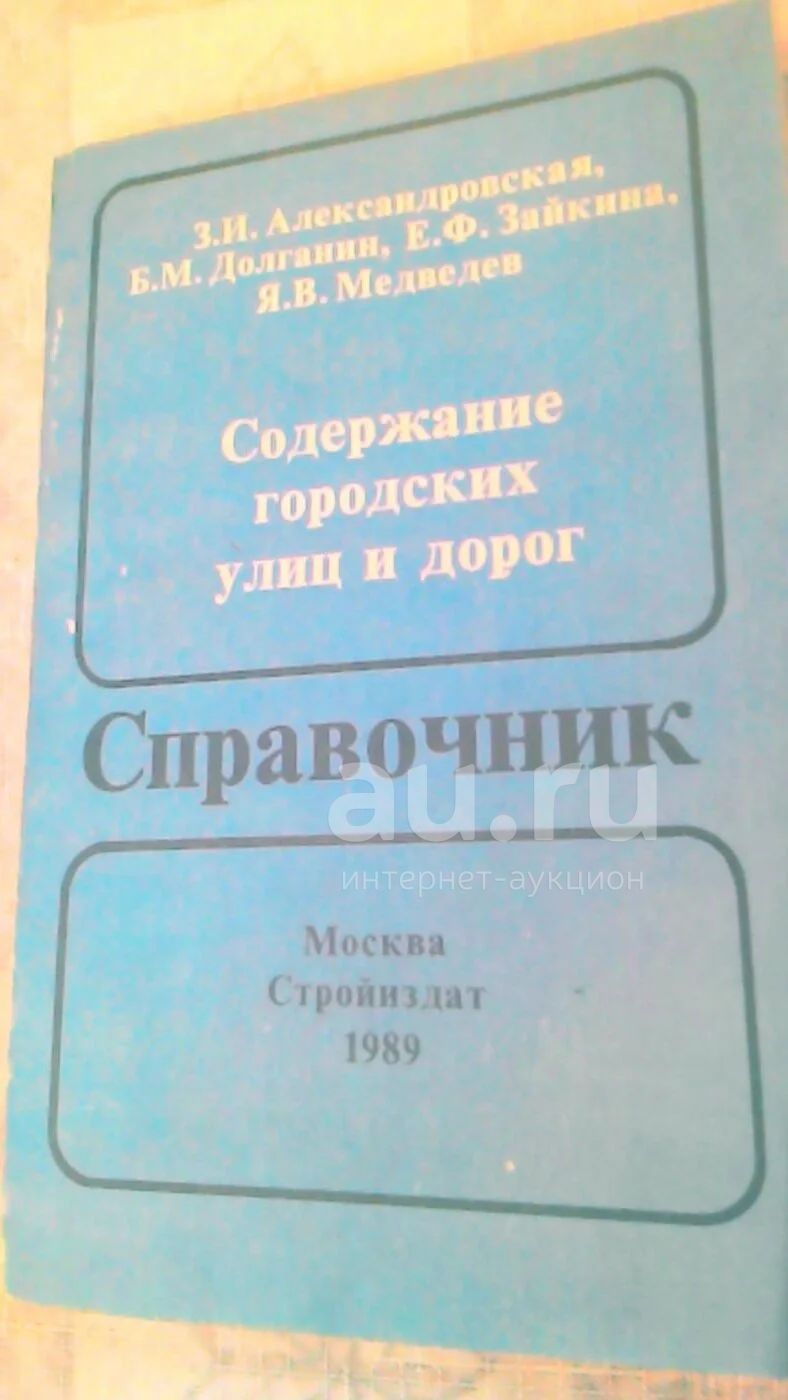 З.И. Александровская,
Б.М. Долганин, Е.Ф. Зайкина,
Я.В. Медведев
Содержание
городских
улиц и дорог
Справочник
au.ru
интернет-аукцион
Москва
Стройиздат
1989